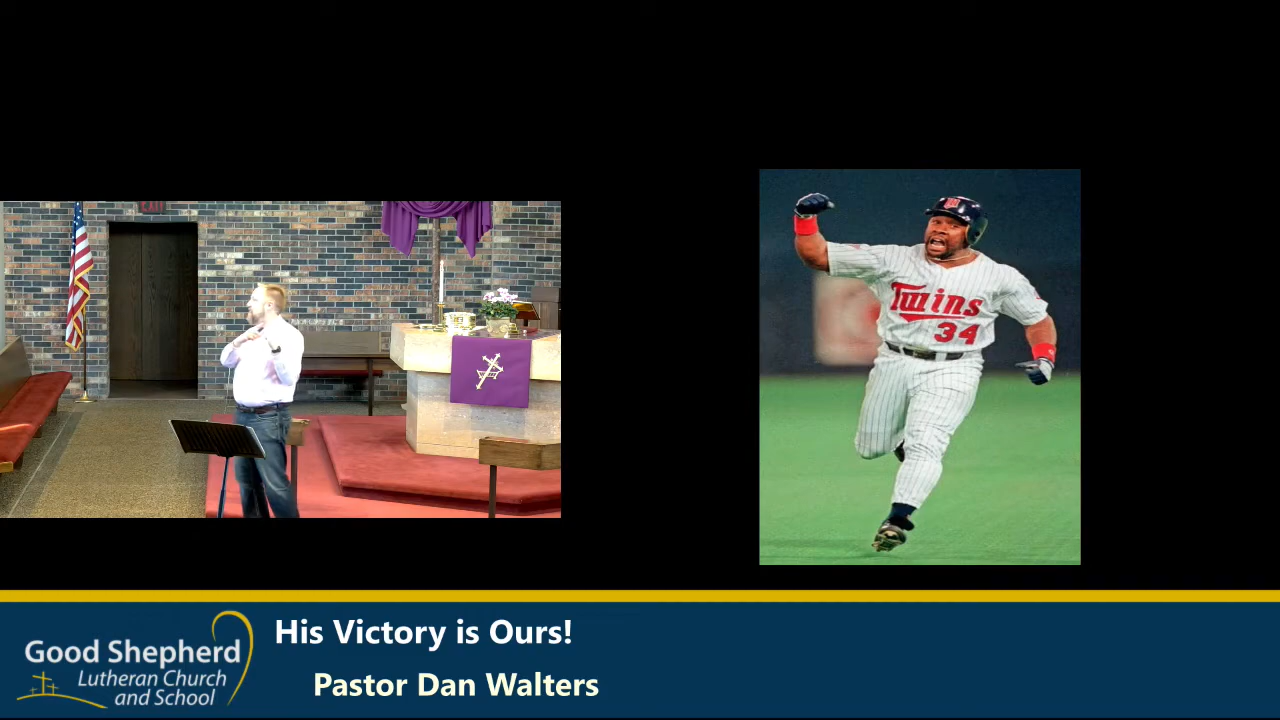 EXIT
Twins
34
His Victory is Ours!
Pastor Dan Walters
Good Shepherd
Lutheran Church
and School